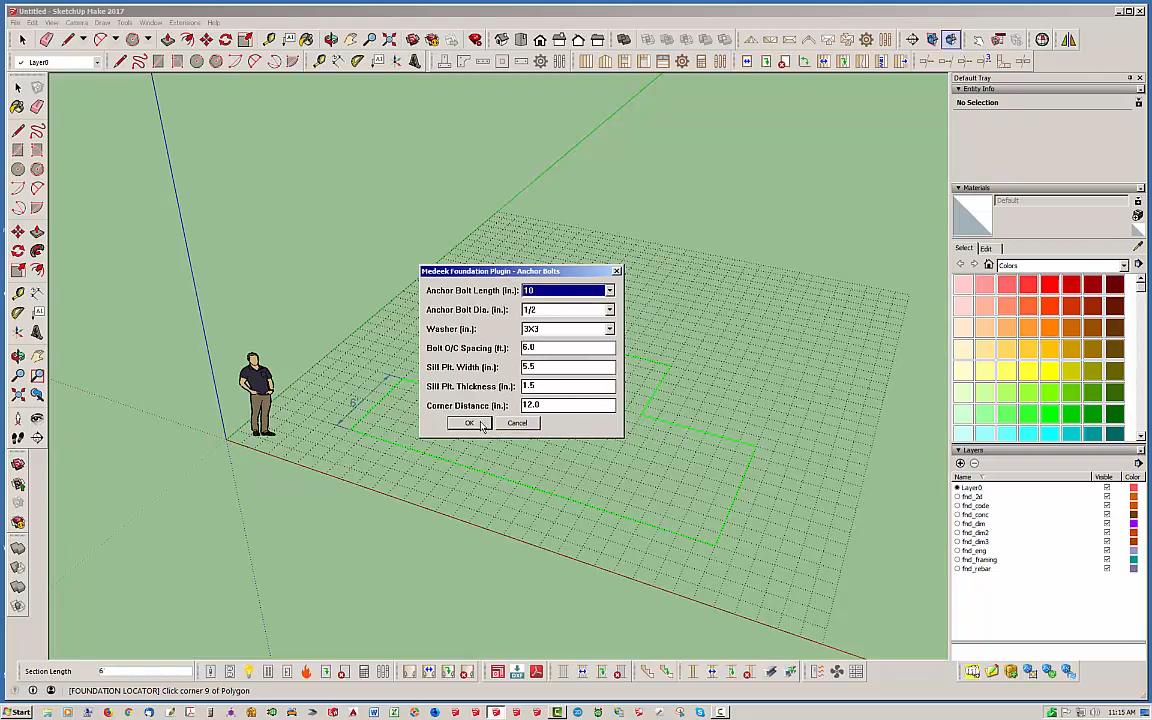 Untitled - SketchUp Make 2017
File Edit View Camera Draw Tools Window Extensions Help
Layer0
Default Tray
Entity Info
No Selection
Materials
Default
Medeek Foundation Plugin - Anchor Bolts
Anchor Bolt Length (in.): 10
Anchor Bolt Dia. (in.): 1/2
Washer (in.): 3X3
Bolt O/C Spacing (ft.): 6.0
Sill Plt. Width (in.): 5.5
Sill Plt. Thickness (in.): 1.5
Corner Distance (in.): 12.0
OK Cancel
6'
Select Edit
Colors
Layers
Name Visible Color
Layer0
fnd_2d
fnd_code
fnd_conc
fnd_dim
fnd_dim2
fnd_dim3
fnd_eng
fnd_framing
fnd_rebar
Section Length 6'
[FOUNDATION LOCATOR] Click corner 9 of Polygon
Start 11:15 AM